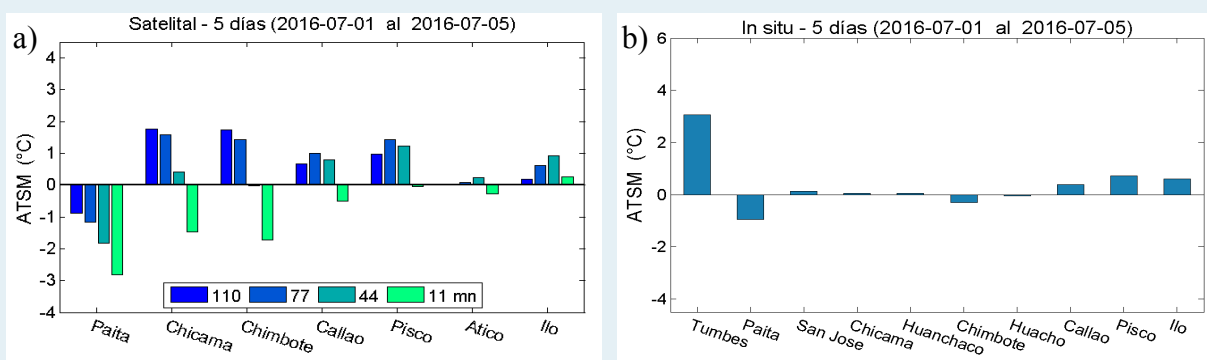 a)
Satelital - 5 días (2016-07-01 al 2016-07-05)
ATSM (°C)
4
3
2
1
0
-1
-2
-3
-4
110 77 44 11 mn
Paita Chicama Chimbote Callao Pisco Atico Ilo
b)
In situ - 5 días (2016-07-01 al 2016-07-05)
ATSM (°C)
6
4
2
0
-2
-4
Tumbes Paita San Jose Chicama Huanchaco Chimbote Huacho Callao Pisco Ilo